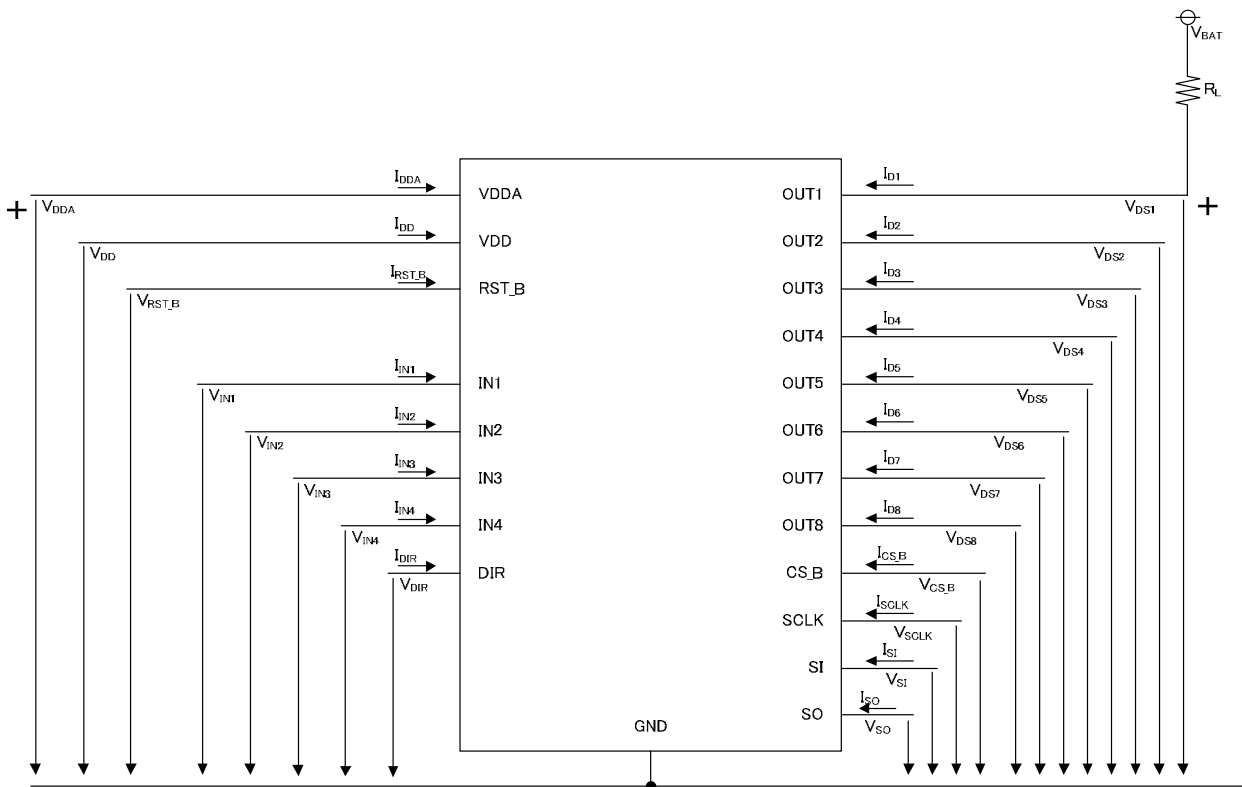 VBAT
RL
IDDA
VDDA
OUT1
ID1
+
VDDA
VDS1
+
IDD
VDD
OUT2
ID2
VDD
VDS2
IRST_B
RST_B
OUT3
ID3
VRST_B
VDS3
OUT4
ID4
VDS4
IIN1
IN1
OUT5
ID5
VIN1
VDS5
IIN2
IN2
OUT6
ID6
VIN2
VDS6
IIN3
IN3
OUT7
ID7
VIN3
VDS7
IIN4
IN4
OUT8
ID8
VIN4
VDS8
IDIR
DIR
CS_B
ICS_B
VDIR
VCS_B
SCLK
ISCLK
VSCLK
SI
ISI
VSI
SO
ISO
VSO
GND